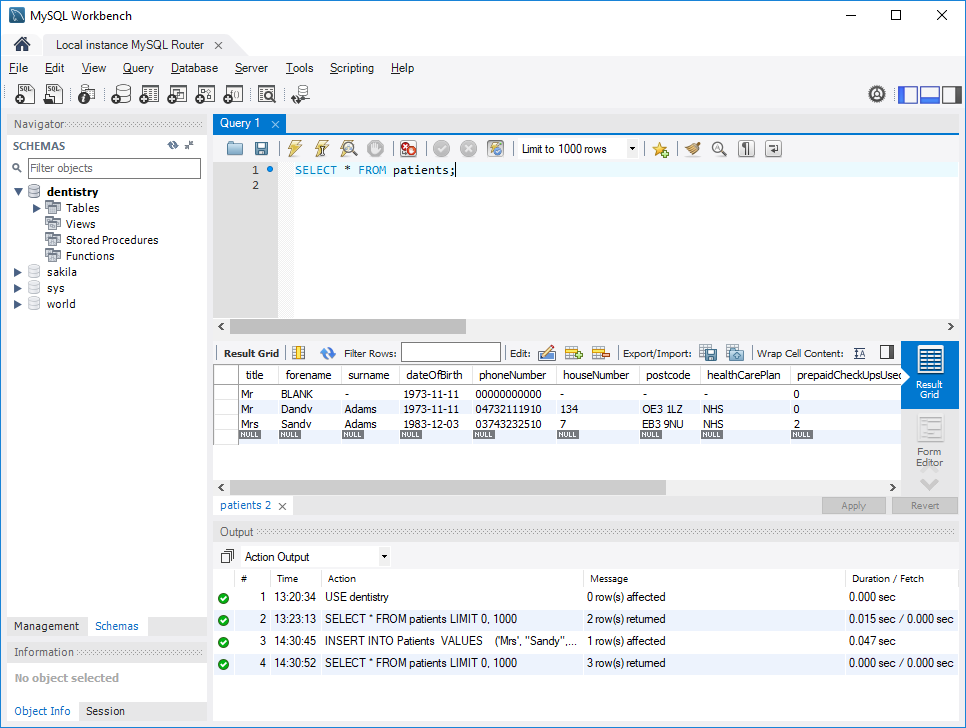 MySQL Workbench
Local instance MySQL Router
File Edit View Query Database Server Tools Scripting Help
Navigator
SCHEMAS
Filter objects
dentistry
Tables
Views
Stored Procedures
Functions
sakila
sys
world
Management Schemas
Information
No object selected
Object Info Session
Query 1
Limit to 1000 rows
1 SELECT * FROM patients;
2
Result Grid Filter Rows: Edit: Export/Import: Wrap Cell Content:
title forename surname dateOfBirth phoneNumber houseNumber postcode healthCarePlan prepaidCheckUpsUsed
Mr BLANK - 1973-11-11 00000000000 - - - 0
Mr Dandy Adams 1973-11-11 04732111910 134 OE3 1LZ NHS 0
Mrs Sandy Adams 1983-12-03 03743232510 7 EB3 9NU NHS 2
NULL NULL NULL NULL NULL NULL NULL NULL NULL
Result
Grid
Form
Editor
patients 2 Apply Revert
Output
Action Output
# Time Action Message Duration / Fetch
1 13:20:34 USE dentistry 0 row(s) affected 0.000 sec
2 13:23:13 SELECT * FROM patients LIMIT 0, 1000 2 row(s) returned 0.015 sec / 0.000 sec
3 14:30:45 INSERT INTO Patients VALUES ('Mrs', "Sandy",... 1 row(s) affected 0.047 sec
4 14:30:52 SELECT * FROM patients LIMIT 0, 1000 3 row(s) returned 0.000 sec / 0.000 sec